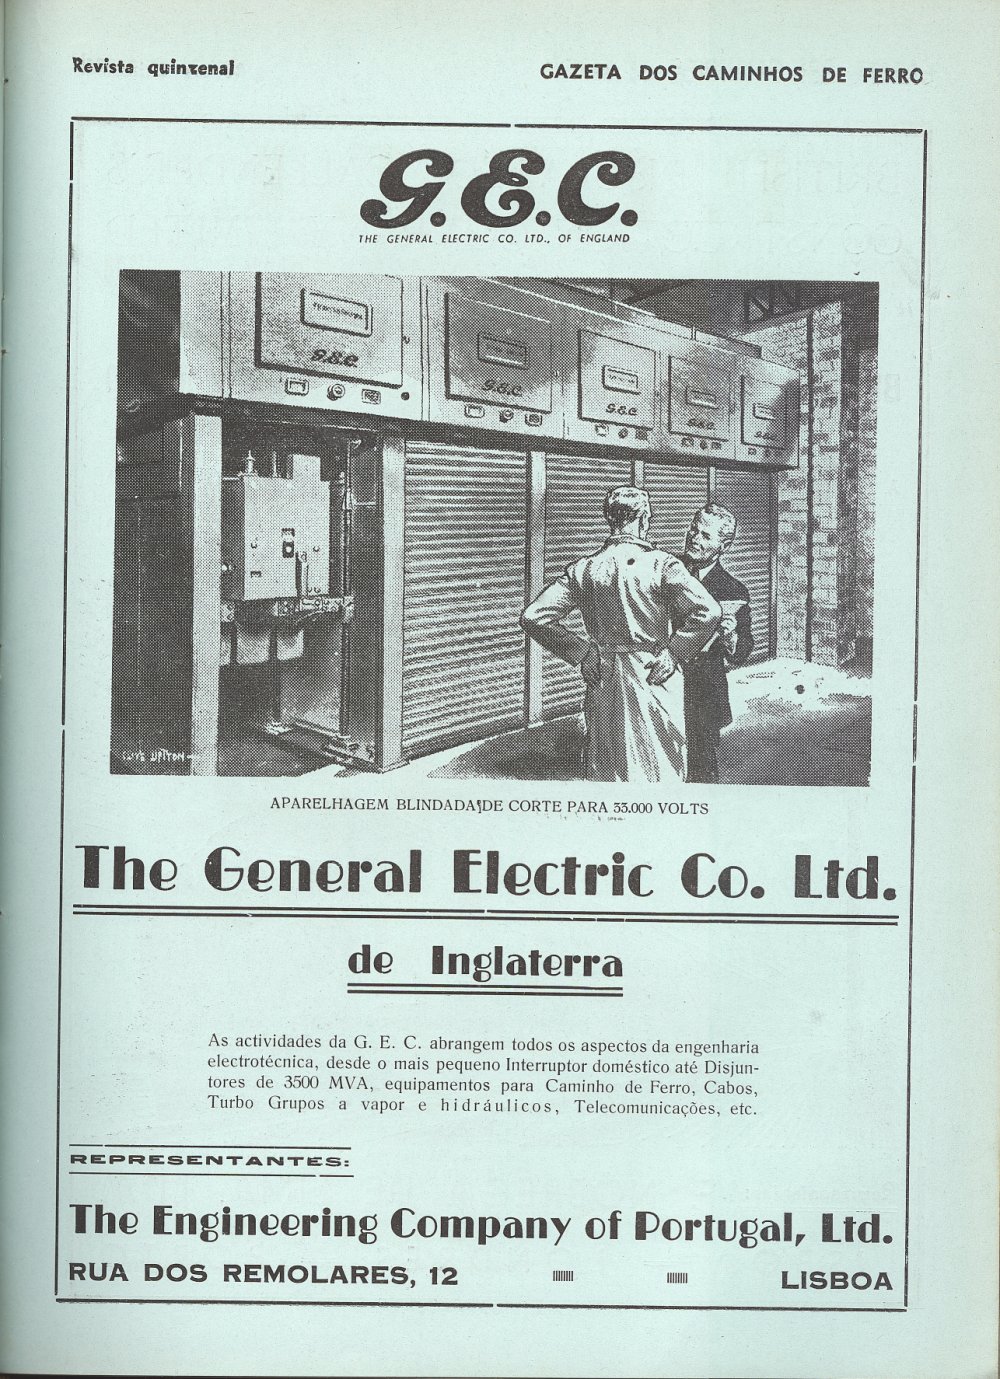 Revista quinzenal
GAZETA DOS CAMINHOS DE FERRO
G.E.C.
THE GENERAL ELECTRIC CO. LTD., OF ENGLAND
G.E.C.
G.E.C.
G.E.C.
G.E.C.
G.E.C.
CLIVE UPTTON
APARELHAGEM BLINDADA DE CORTE PARA 33.000 VOLTS
The General Electric Co. Ltd.
de Inglaterra
As actividades da G. E. C. abrangem todos os aspectos da engenharia
electrotécnica, desde o mais pequeno Interruptor doméstico até Disjun-
tores de 3500 MVA, equipamentos para Caminho de Ferro, Cabos,
Turbo Grupos a vapor e hidráulicos, Telecomunicações, etc.
REPRESENTANTES:
The Engineering Company of Portugal, Ltd.
RUA DOS REMOLARES, 12
LISBOA